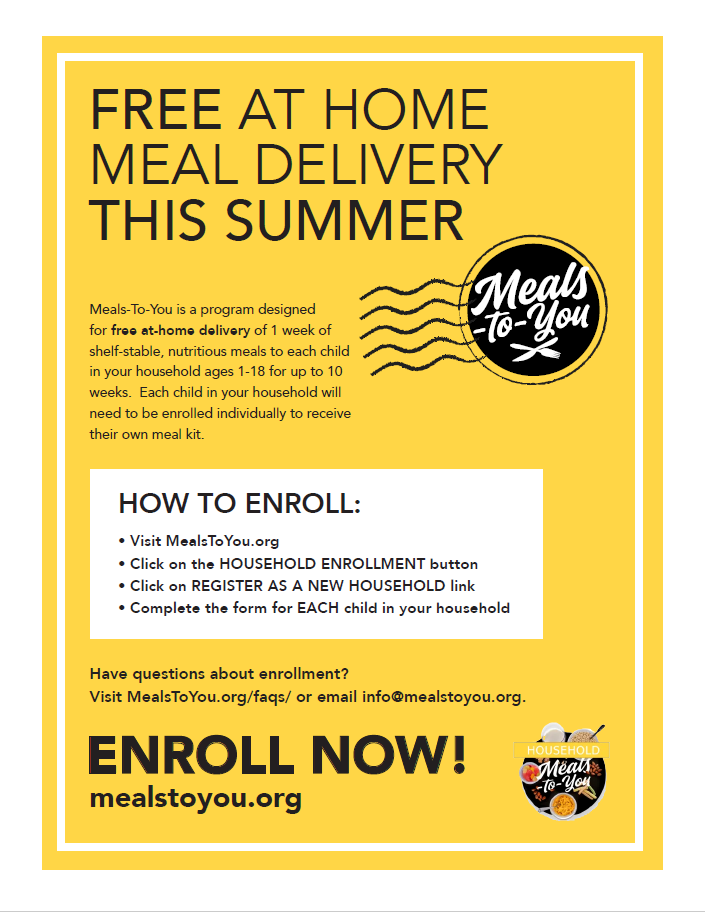 FREE AT HOME
MEAL DELIVERY
THIS SUMMER
Meals
-to-You
Meals-To-You is a program designed
for free at-home delivery of 1 week of
shelf-stable, nutritious meals to each child
in your household ages 1-18 for up to 10
weeks.  Each child in your household will
need to be enrolled individually to receive
their own meal kit.
HOW TO ENROLL:
• Visit MealsToYou.org
• Click on the HOUSEHOLD ENROLLMENT button
• Click on REGISTER AS A NEW HOUSEHOLD link
• Complete the form for EACH child in your household
Have questions about enrollment?
Visit MealsToYou.org/faqs/ or email info@mealstoyou.org.
ENROLL NOW!
mealstoyou.org
HOUSEHOLD
Meals
-to-You